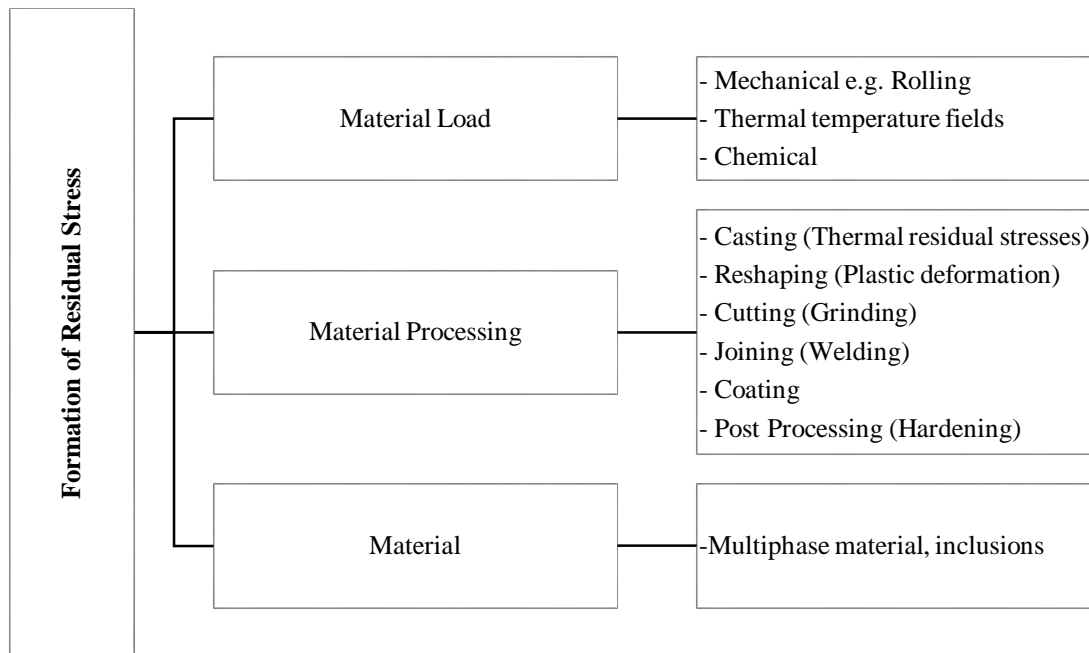 Formation of Residual Stress
Material Load
- Mechanical e.g. Rolling
- Thermal temperature fields
- Chemical
Material Processing
- Casting (Thermal residual stresses)
- Reshaping (Plastic deformation)
- Cutting (Grinding)
- Joining (Welding)
- Coating
- Post Processing (Hardening)
Material
-Multiphase material, inclusions